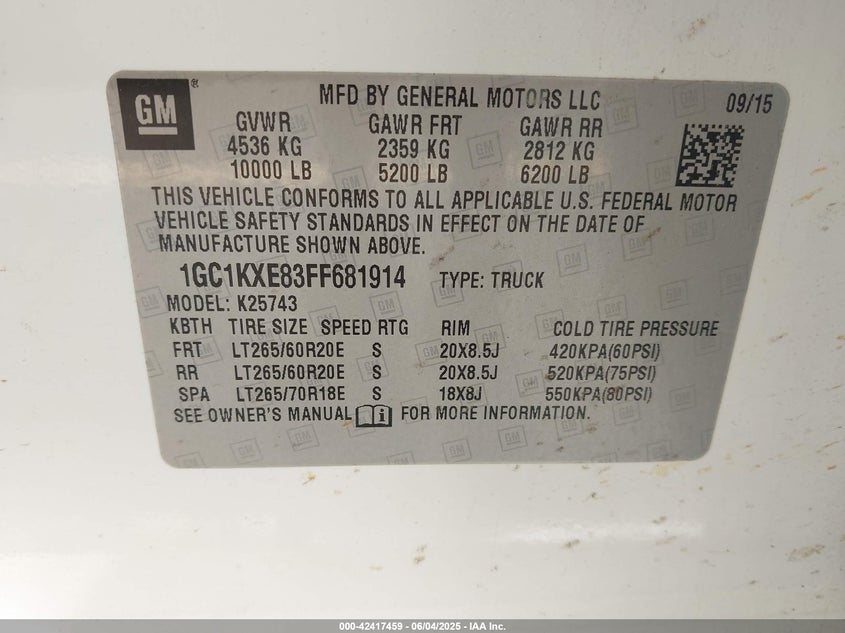 GM®
MFD BY GENERAL MOTORS LLC 09/15
GVWR GAWR FRT GAWR RR
4536 KG 2359 KG 2812 KG
10000 LB 5200 LB 6200 LB
THIS VEHICLE CONFORMS TO ALL APPLICABLE U.S. FEDERAL MOTOR
VEHICLE SAFETY STANDARDS IN EFFECT ON THE DATE OF
MANUFACTURE SHOWN ABOVE.
1GC1KXE83FF681914 TYPE: TRUCK
MODEL: K25743
KBTH TIRE SIZE SPEED RTG RIM COLD TIRE PRESSURE
FRT LT265/60R20E S 20X8.5J 420KPA(60PSI)
RR LT265/60R20E S 20X8.5J 520KPA(75PSI)
SPA LT265/70R18E S 18X8J 550KPA(80PSI)
SEE OWNER'S MANUAL FOR MORE INFORMATION.
000-42417459 - 06/04/2025 - IAA Inc.